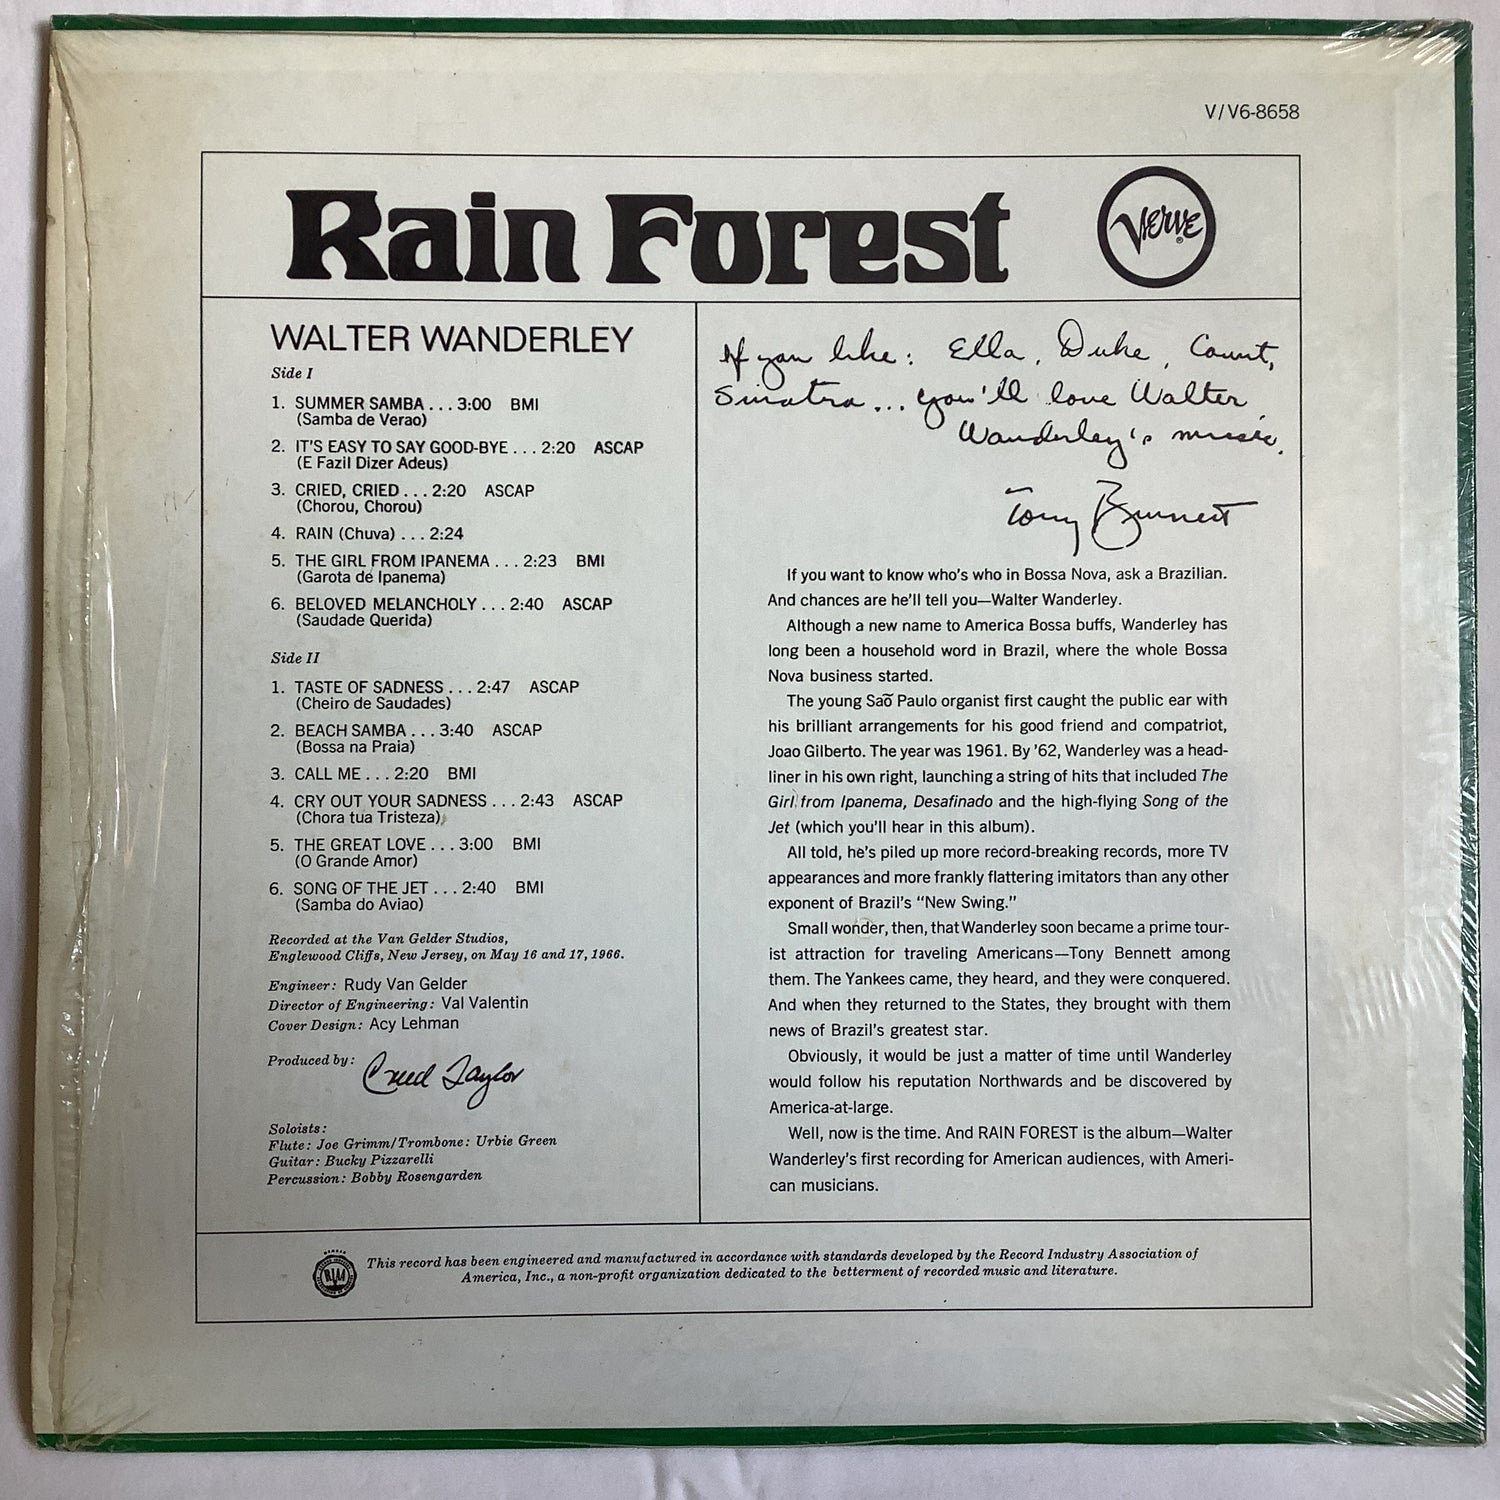 V/V6-8658
Rain Forest
Verve
®
WALTER WANDERLEY
Side I
1. SUMMER SAMBA . . . 3:00 BMI
(Samba de Verao)
2. IT'S EASY TO SAY GOOD-BYE . . . 2:20 ASCAP
(E Fazil Dizer Adeus)
3. CRIED, CRIED . . . 2:20 ASCAP
(Chorou, Chorou)
4. RAIN (Chuva) . . . 2:24
5. THE GIRL FROM IPANEMA . . . 2:23 BMI
(Garota de Ipanema)
6. BELOVED MELANCHOLY . . . 2:40 ASCAP
(Saudade Querida)
Side II
1. TASTE OF SADNESS . . . 2:47 ASCAP
(Cheiro de Saudades)
2. BEACH SAMBA . . . 3:40 ASCAP
(Bossa na Praia)
3. CALL ME . . . 2:20 BMI
4. CRY OUT YOUR SADNESS . . . 2:43 ASCAP
(Chora tua Tristeza)
5. THE GREAT LOVE . . . 3:00 BMI
(O Grande Amor)
6. SONG OF THE JET . . . 2:40 BMI
(Samba do Aviao)
Recorded at the Van Gelder Studios,
Englewood Cliffs, New Jersey, on May 16 and 17, 1966.
Engineer: Rudy Van Gelder
Director of Engineering: Val Valentin
Cover Design: Acy Lehman
Produced by: Creed Taylor
Soloists:
Flute: Joe Grimm/Trombone: Urbie Green
Guitar: Bucky Pizzarelli
Percussion: Bobby Rosengarden
If you like: Ella, Duke, Count,
Sinatra... you'll love Walter
Wanderley's music.
Tony Bennett
If you want to know who's who in Bossa Nova, ask a Brazilian.
And chances are he'll tell you—Walter Wanderley.
Although a new name to America Bossa buffs, Wanderley has
long been a household word in Brazil, where the whole Bossa
Nova business started.
The young Saõ Paulo organist first caught the public ear with
his brilliant arrangements for his good friend and compatriot,
Joao Gilberto. The year was 1961. By '62, Wanderley was a head-
liner in his own right, launching a string of hits that included The
Girl from Ipanema, Desafinado and the high-flying Song of the
Jet (which you'll hear in this album).
All told, he's piled up more record-breaking records, more TV
appearances and more frankly flattering imitators than any other
exponent of Brazil's "New Swing."
Small wonder, then, that Wanderley soon became a prime tour-
ist attraction for traveling Americans—Tony Bennett among
them. The Yankees came, they heard, and they were conquered.
And when they returned to the States, they brought with them
news of Brazil's greatest star.
Obviously, it would be just a matter of time until Wanderley
would follow his reputation Northwards and be discovered by
America-at-large.
Well, now is the time. And RAIN FOREST is the album—Walter
Wanderley's first recording for American audiences, with Ameri-
can musicians.
RIAA
This record has been engineered and manufactured in accordance with standards developed by the Record Industry Association of
America, Inc., a non-profit organization dedicated to the betterment of recorded music and literature.